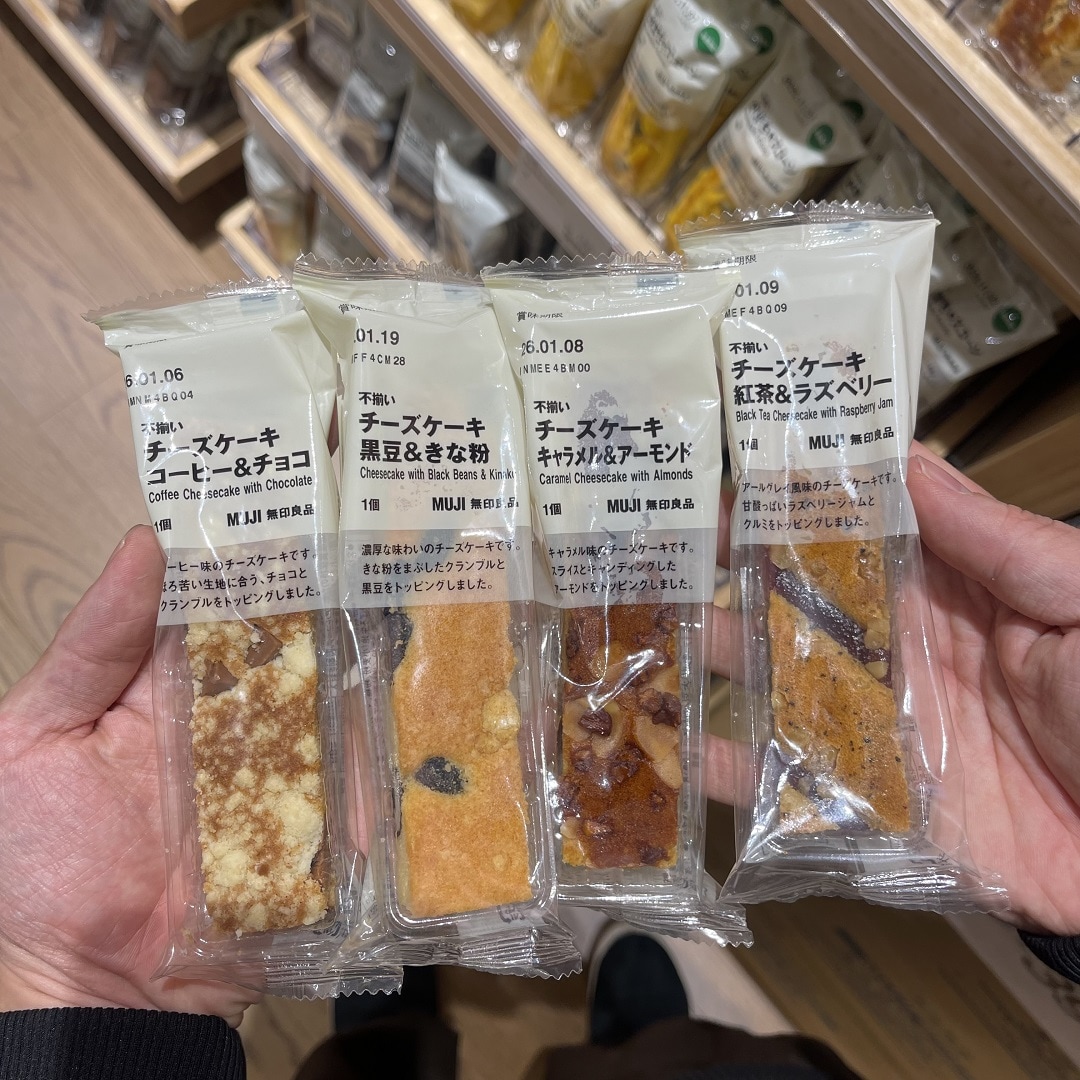 6.01.06
不揃い
チーズケーキ
コーヒー&チョコ
Coffee Cheesecake with Chocolate
1個 MUJI 無印良品
ーヒー味のチーズケーキです。
ほろ苦い生地に合う、チョコと
クランブルをトッピングしました。
賞味
.01.19
FF4CM28
不揃い
チーズケーキ
黒豆&きな粉
Cheesecake with Black Beans & Kinako
1個 MUJI 無印良品
濃厚な味わいのチーズケーキです。
きな粉をまぶしたクランブルと
黒豆をトッピングしました。
賞味期限
26.01.08
NMEE4BM00
不揃い
チーズケーキ
キャラメル&アーモンド
Caramel Cheesecake with Almonds
1個 MUJI 無印良品
キャラメル味のチーズケーキです。
スライスとキャンディングした
アーモンドをトッピングしました。
期限
.01.09
MEF4BQ09
不揃い
チーズケーキ
紅茶&ラズベリー
Black Tea Cheesecake with Raspberry Jam
1個 MUJI 無印良品
アールグレイ風味のチーズケーキです。
甘酸っぱいラズベリージャムと
クルミをトッピングしました。